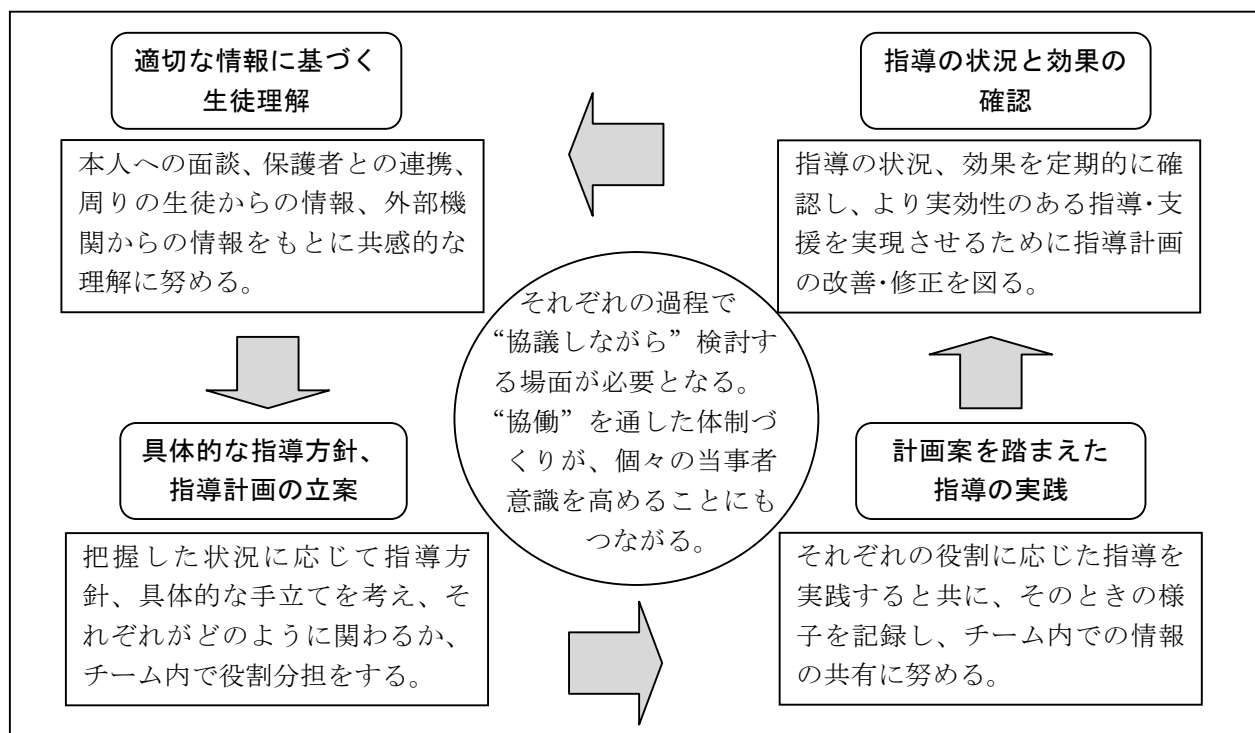 適切な情報に基づく
生徒理解
本人への面談、保護者との連携、
周りの生徒からの情報、外部機
関からの情報をもとに共感的な
理解に努める。
指導の状況と効果の
確認
指導の状況、効果を定期的に確
認し、より実効性のある指導･支
援を実現させるために指導計画
の改善･修正を図る。
それぞれの過程で
“協議しながら”検討す
る場面が必要となる。
“協働”を通した体制づ
くりが、個々の当事者
意識を高めることにも
つながる。
具体的な指導方針、
指導計画の立案
把握した状況に応じて指導方
針、具体的な手立てを考え、そ
れぞれがどのように関わるか、
チーム内で役割分担をする。
計画案を踏まえた
指導の実践
それぞれの役割に応じた指導を
実践すると共に、そのときの様
子を記録し、チーム内での情報
の共有に努める。